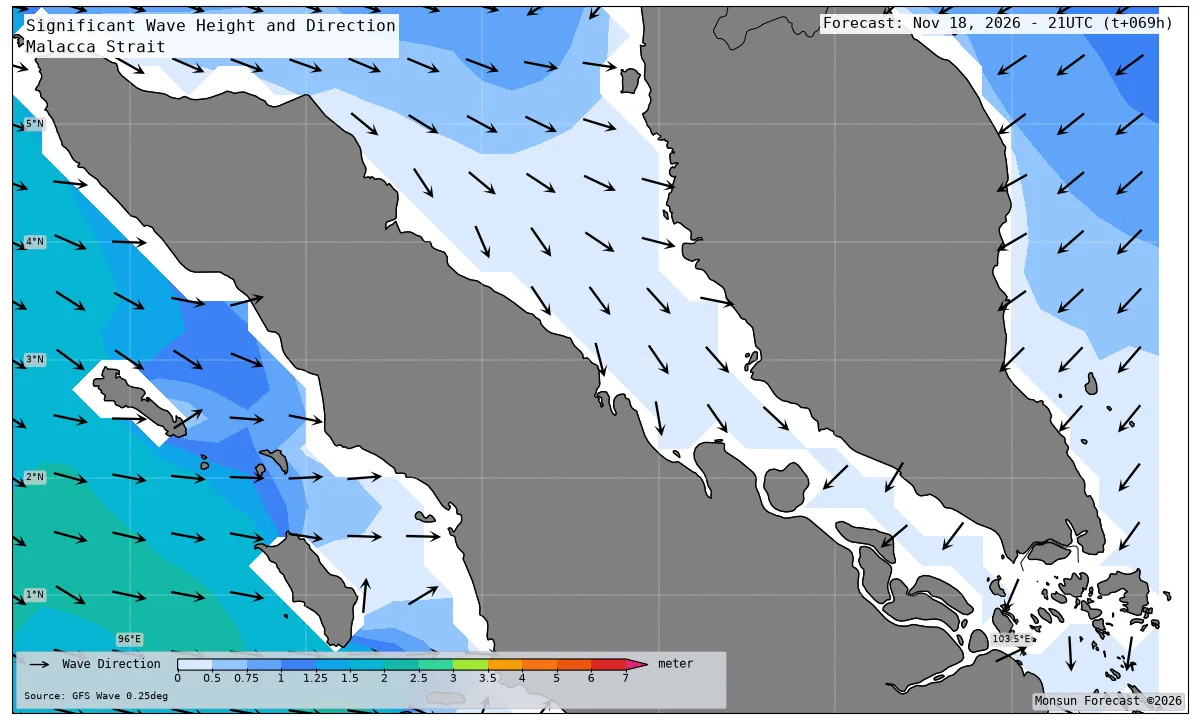 Significant Wave Height and Direction
Malacca Strait
Forecast: Nov 18, 2026 - 21UTC (t+069h)
5°N
4°N
3°N
2°N
1°N
96°E
103.5°E
Wave Direction
meter
0 0.5 0.75 1 1.25 1.5 2 2.5 3 3.5 4 5 6 7
Source: GFS Wave 0.25deg
Monsun Forecast ©2026